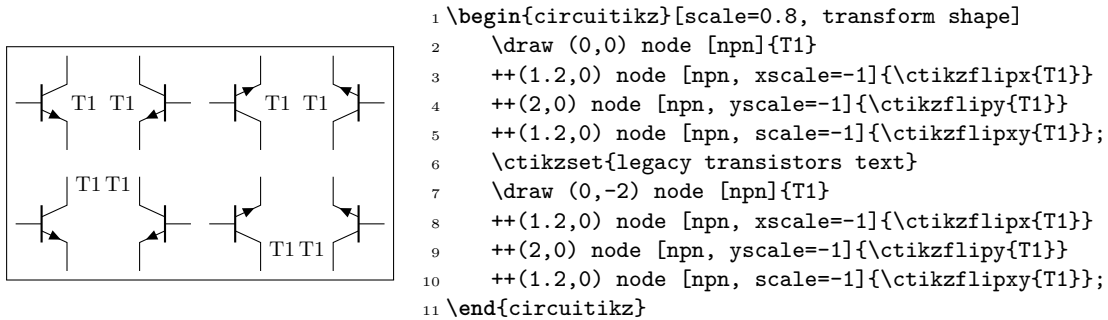 T1 T1 T1 T1
T1 T1
T1 T1
1 \begin{circuitikz}[scale=0.8, transform shape]
2 \draw (0,0) node [npn]{T1}
3 ++(1.2,0) node [npn, xscale=-1]{\ctikzflipx{T1}}
4 ++(2,0) node [npn, yscale=-1]{\ctikzflipy{T1}}
5 ++(1.2,0) node [npn, scale=-1]{\ctikzflipxy{T1}};
6 \ctikzset{legacy transistors text}
7 \draw (0,-2) node [npn]{T1}
8 ++(1.2,0) node [npn, xscale=-1]{\ctikzflipx{T1}}
9 ++(2,0) node [npn, yscale=-1]{\ctikzflipy{T1}}
10 ++(1.2,0) node [npn, scale=-1]{\ctikzflipxy{T1}};
11 \end{circuitikz}